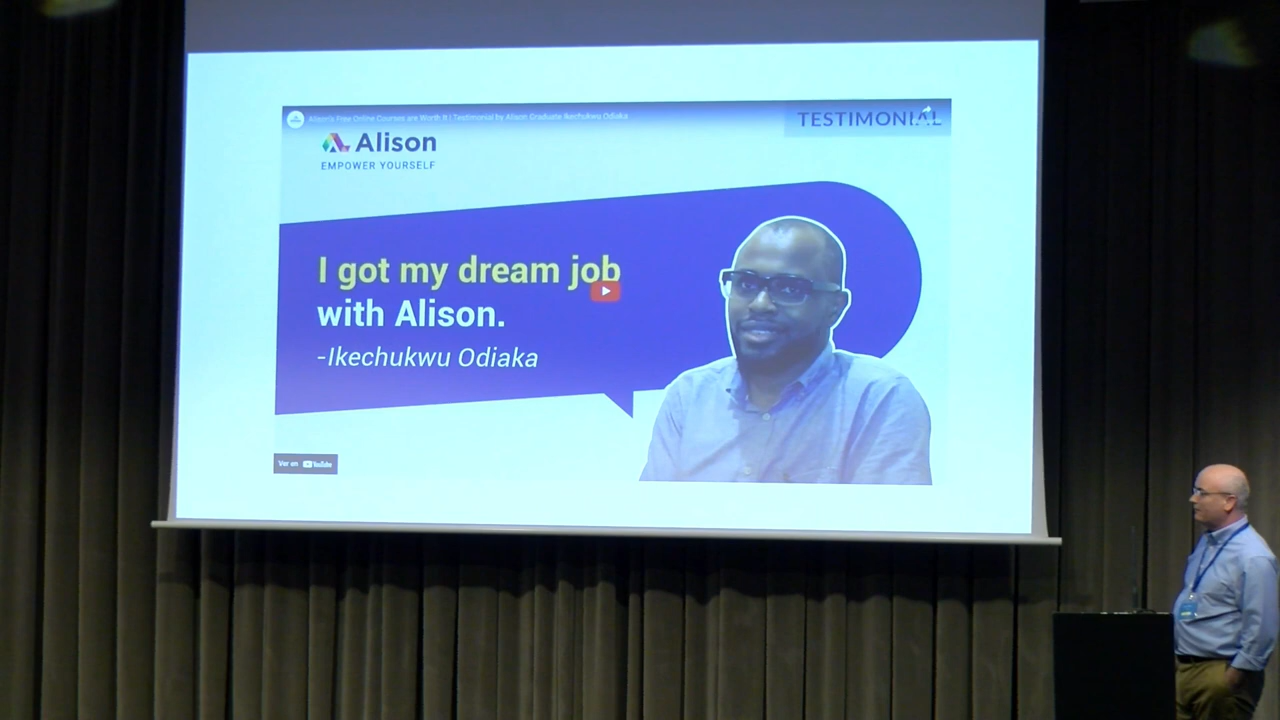 Alison's Free Online Courses are Worth It | Testimonial by Alison Graduate Ikechukwu Odiaka
TESTIMONIAL
Alison
EMPOWER YOURSELF
I got my dream job
with Alison.
-Ikechukwu Odiaka
Ver en YouTube